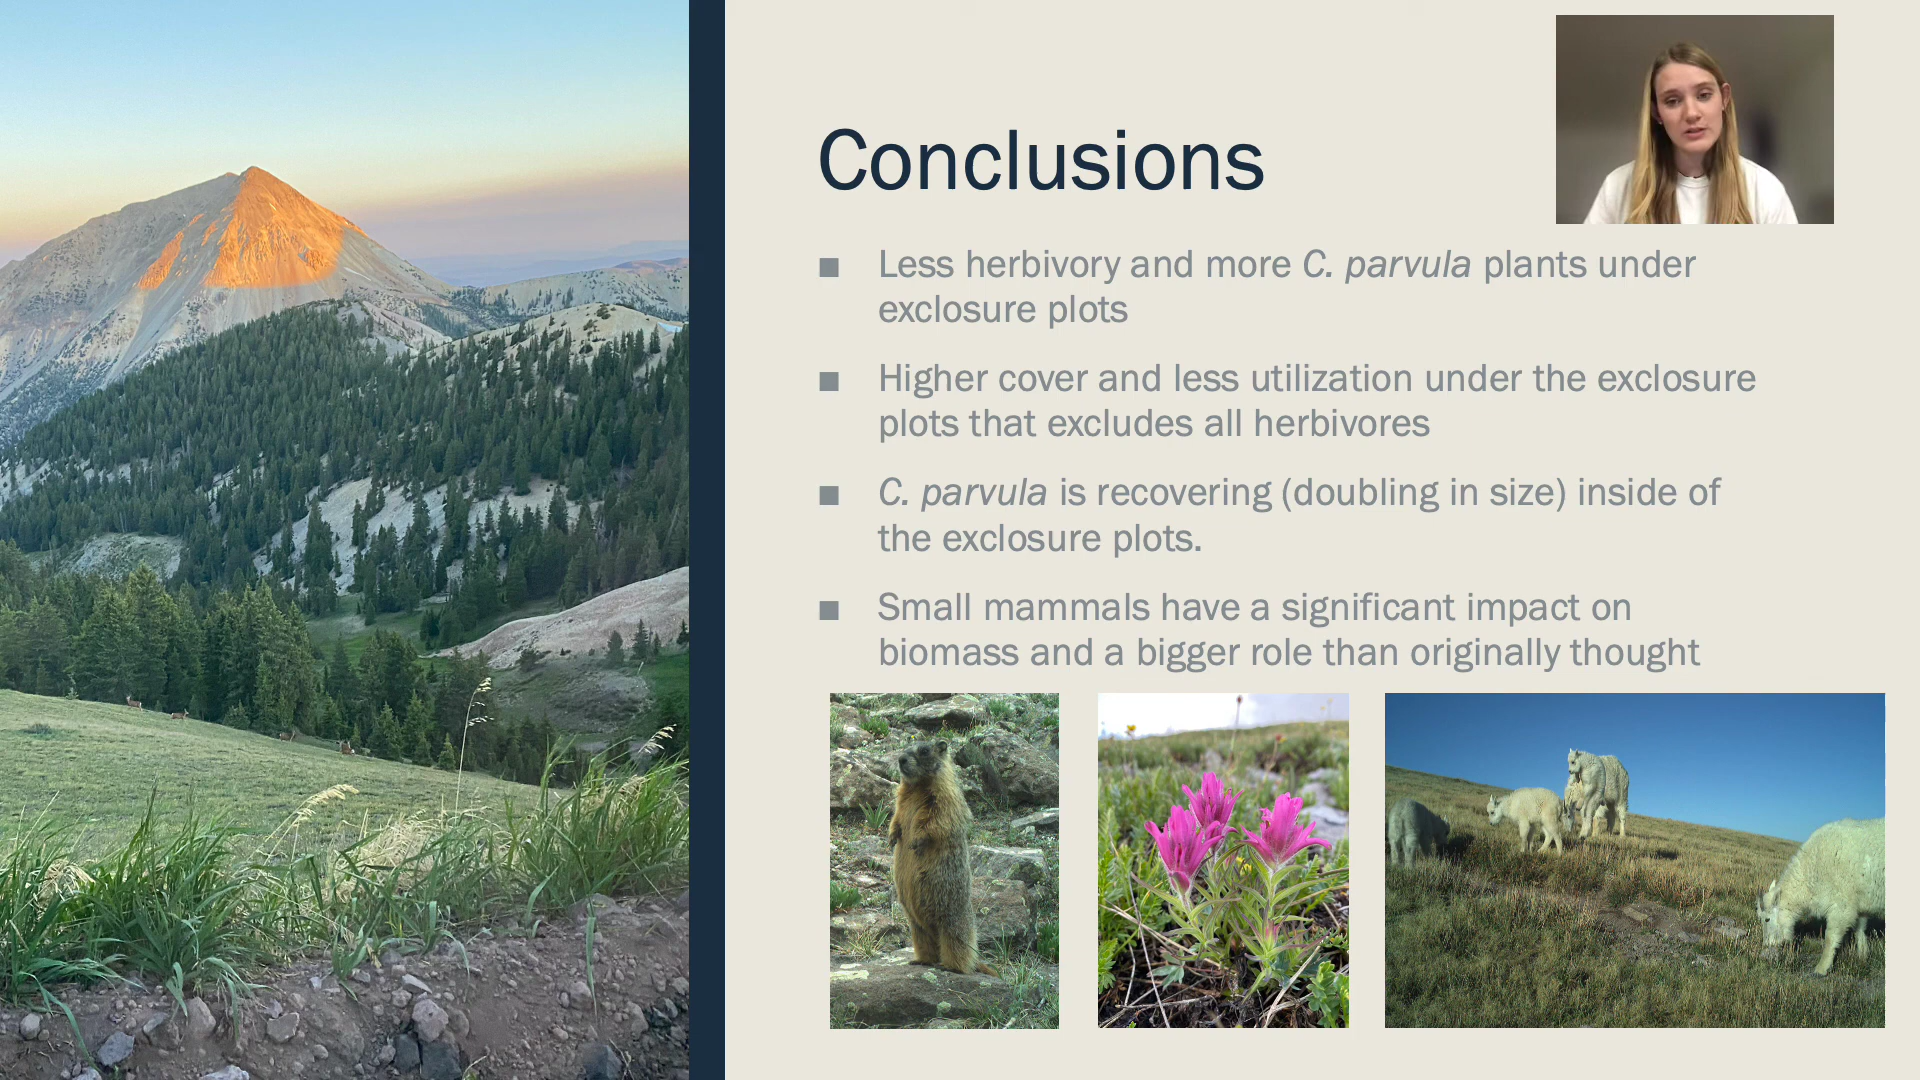 Conclusions
■ Less herbivory and more C. parvula plants under
exclosure plots
■ Higher cover and less utilization under the exclosure
plots that excludes all herbivores
■ C. parvula is recovering (doubling in size) inside of
the exclosure plots.
■ Small mammals have a significant impact on
biomass and a bigger role than originally thought